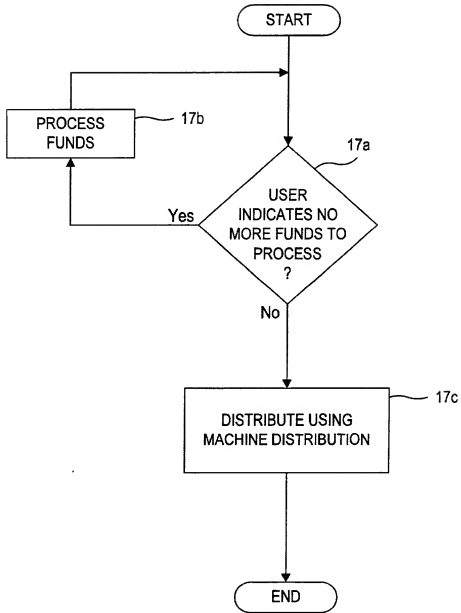 START
PROCESS
FUNDS
17b
17a
USER
INDICATES NO
MORE FUNDS TO
PROCESS
?
Yes
No
DISTRIBUTE USING
MACHINE DISTRIBUTION
17c
END